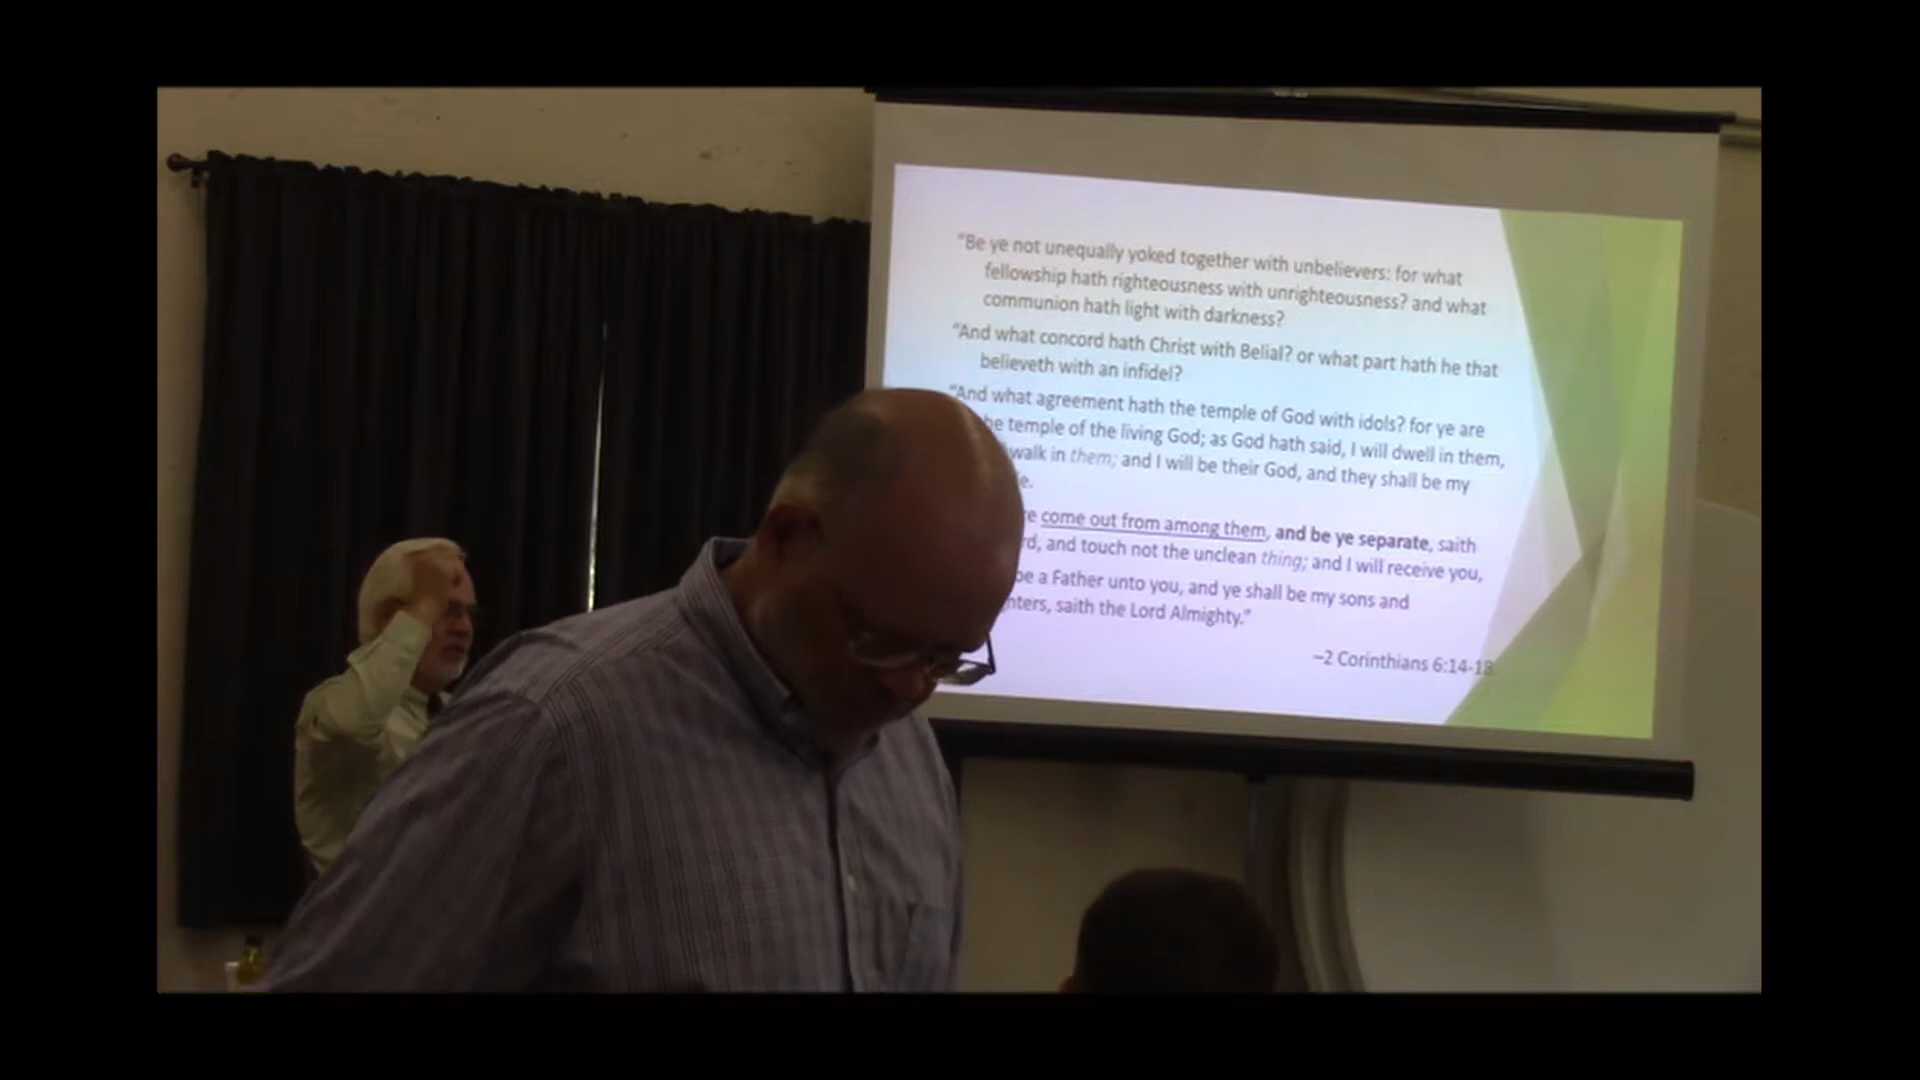 “Be ye not unequally yoked together with unbelievers: for what
fellowship hath righteousness with unrighteousness? and what
communion hath light with darkness?
“And what concord hath Christ with Belial? or what part hath he that
believeth with an infidel?
“And what agreement hath the temple of God with idols? for ye are
he temple of the living God; as God hath said, I will dwell in them,
walk in them; and I will be their God, and they shall be my
e.
re come out from among them, and be ye separate, saith
rd, and touch not the unclean thing; and I will receive you,
be a Father unto you, and ye shall be my sons and
hters, saith the Lord Almighty.”
–2 Corinthians 6:14-18